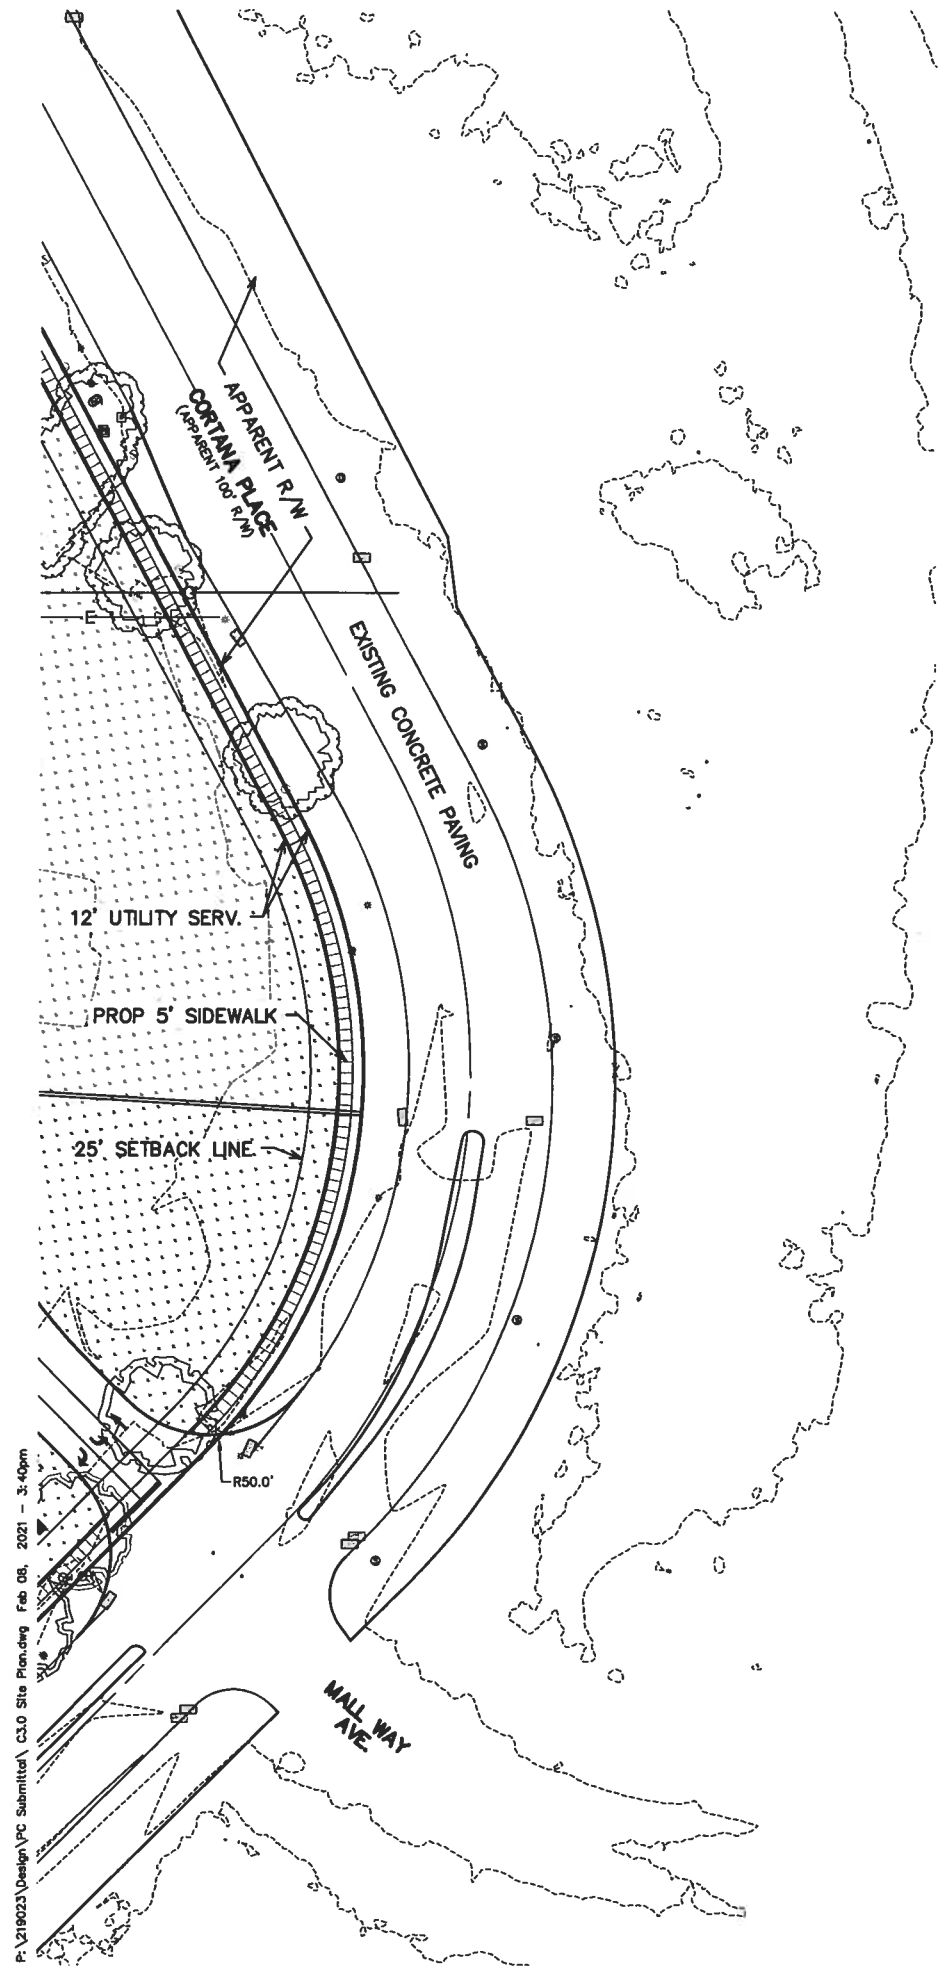 APPARENT R/W
CORTANA PLACE
(APPARENT 100' R/W)
EXISTING CONCRETE PAVING
E
12' UTILITY SERV.
PROP 5' SIDEWALK
25' SETBACK LINE
R50.0'
MALL WAY
AVE.
P:\219023\Design\PC Submittal\ C3.0 Site Plan.dwg Feb 08, 2021 - 3:40pm